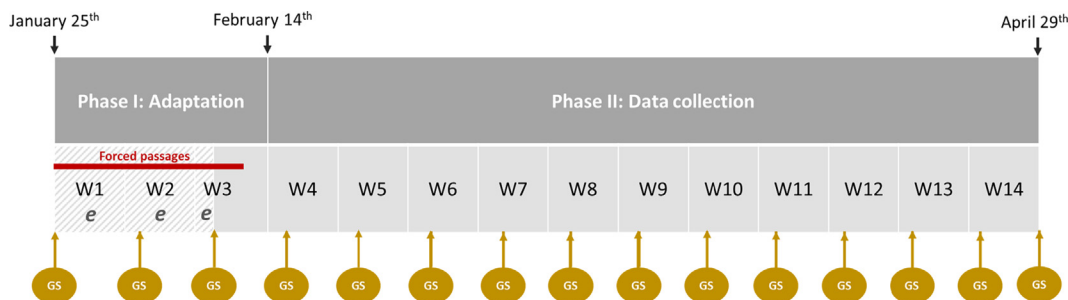 January 25th
February 14th
April 29th
Phase I: Adaptation
Phase II: Data collection
Forced passages
W1 W2 W3 W4 W5 W6 W7 W8 W9 W10 W11 W12 W13 W14
e e e
GS GS GS GS GS GS GS GS GS GS GS GS GS GS GS